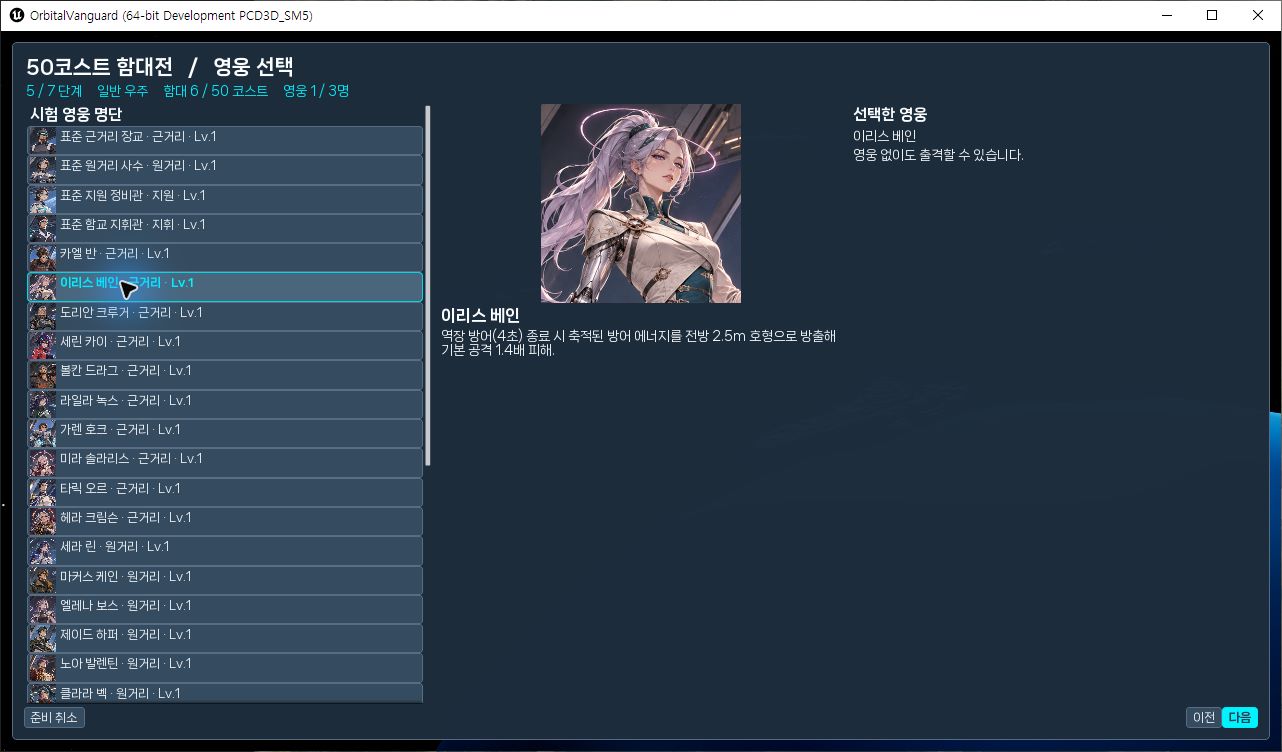 OrbitalVanguard (64-bit Development PCD3D_SM5)
50코스트 함대전 / 영웅 선택
5 / 7 단계 일반 우주 함대 6 / 50 코스트 영웅 1 / 3명
시험 영웅 명단
표준 근거리 장교 · 근거리 · Lv.1
표준 원거리 사수 · 원거리 · Lv.1
표준 지원 정비관 · 지원 · Lv.1
표준 함교 지휘관 · 지휘 · Lv.1
카엘 반 · 근거리 · Lv.1
이리스 베인 · 근거리 · Lv.1
도리안 크루거 · 근거리 · Lv.1
세린 카이 · 근거리 · Lv.1
볼칸 드라그 · 근거리 · Lv.1
라일라 녹스 · 근거리 · Lv.1
가렌 호크 · 근거리 · Lv.1
미라 솔라리스 · 근거리 · Lv.1
타릭 오르 · 근거리 · Lv.1
헤라 크림슨 · 근거리 · Lv.1
세라 린 · 원거리 · Lv.1
마커스 케인 · 원거리 · Lv.1
엘레나 보스 · 원거리 · Lv.1
제이드 하퍼 · 원거리 · Lv.1
노아 발렌틴 · 원거리 · Lv.1
클라라 벡 · 원거리 · Lv.1
이리스 베인
역장 방어(4초) 종료 시 축적된 방어 에너지를 전방 2.5m 호형으로 방출해
기본 공격 1.4배 피해.
선택한 영웅
이리스 베인
영웅 없이도 출격할 수 있습니다.
준비 취소
이전
다음